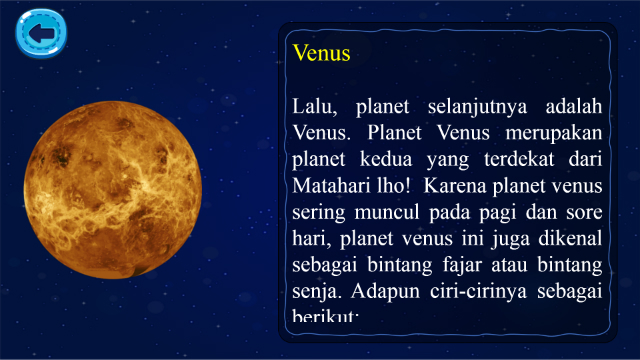 Venus
Lalu, planet selanjutnya adalah
Venus. Planet Venus merupakan
planet kedua yang terdekat dari
Matahari lho! Karena planet venus
sering muncul pada pagi dan sore
hari, planet venus ini juga dikenal
sebagai bintang fajar atau bintang
senja. Adapun ciri-cirinya sebagai
berikut: